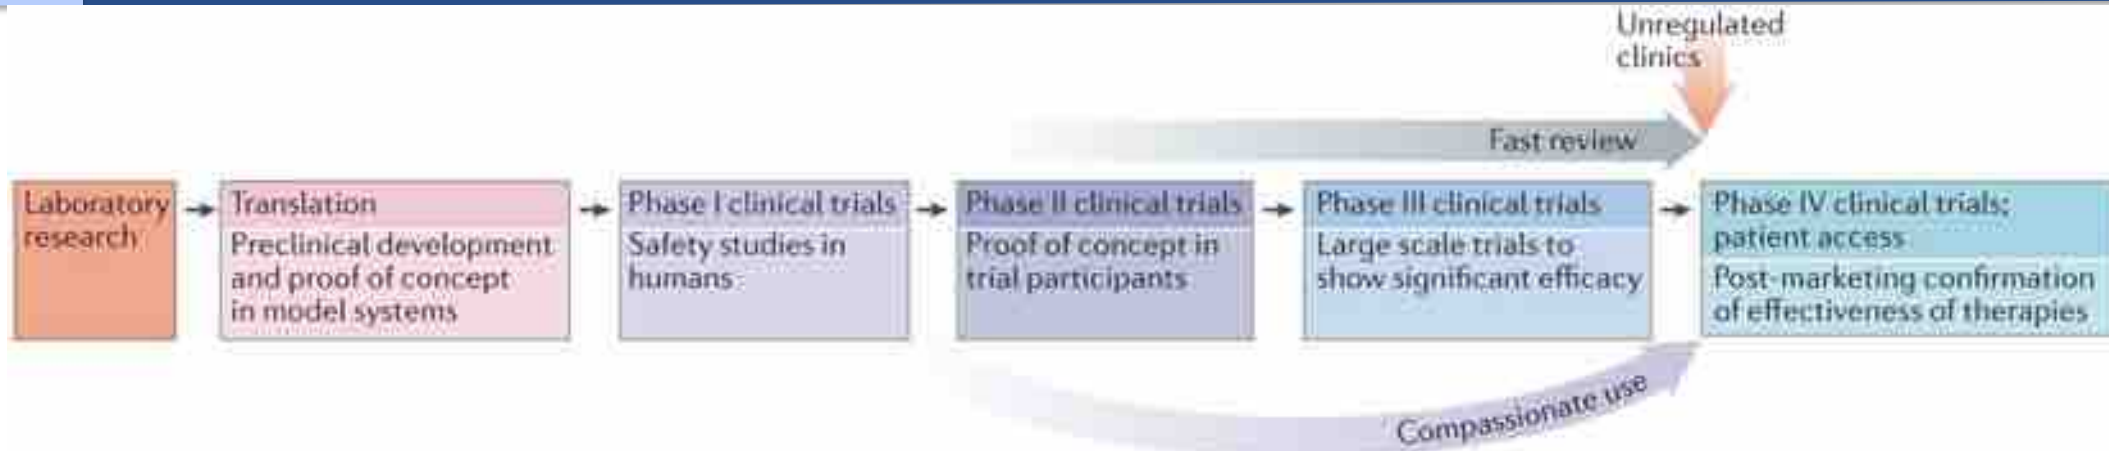 Unregulated
clinics
Fast review
Laboratory
research
Translation
Preclinical development
and proof of concept
in model systems
Phase I clinical trials
Safety studies in
humans
Phase II clinical trials
Proof of concept in
trial participants
Phase III clinical trials
Large scale trials to
show significant efficacy
Phase IV clinical trials;
patient access
Post-marketing confirmation
of effectiveness of therapies
Compassionate use